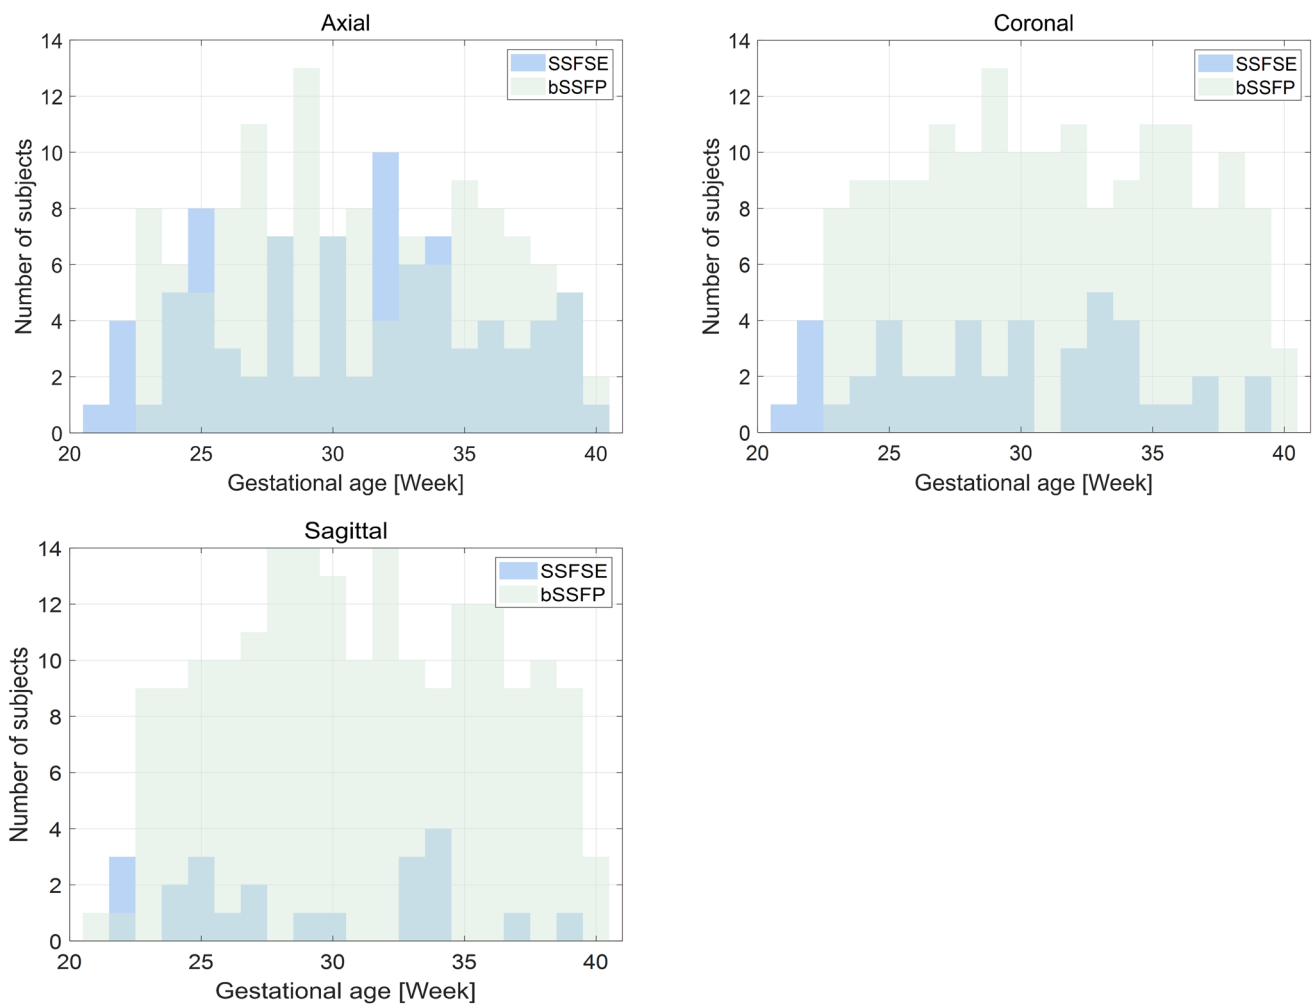 Axial
SSFSE
bSSFP
Number of subjects
14
12
10
8
6
4
2
0
20 25 30 35 40
Gestational age [Week]
Coronal
SSFSE
bSSFP
Number of subjects
14
12
10
8
6
4
2
0
20 25 30 35 40
Gestational age [Week]
Sagittal
SSFSE
bSSFP
Number of subjects
14
12
10
8
6
4
2
0
20 25 30 35 40
Gestational age [Week]